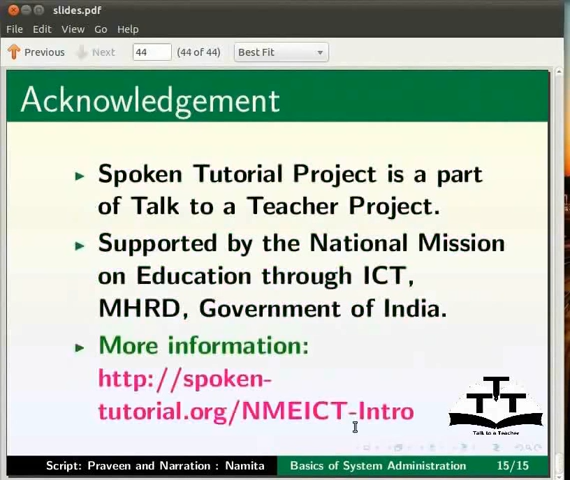 slides.pdf
File Edit View Go Help
Previous Next 44 (44 of 44) Best Fit
Acknowledgement
Spoken Tutorial Project is a part
of Talk to a Teacher Project.
Supported by the National Mission
on Education through ICT,
MHRD, Government of India.
More information:
http://spoken-
tutorial.org/NMEICT-Intro
TTT
Talk to a Teacher
Script: Praveen and Narration : Namita Basics of System Administration 15/15